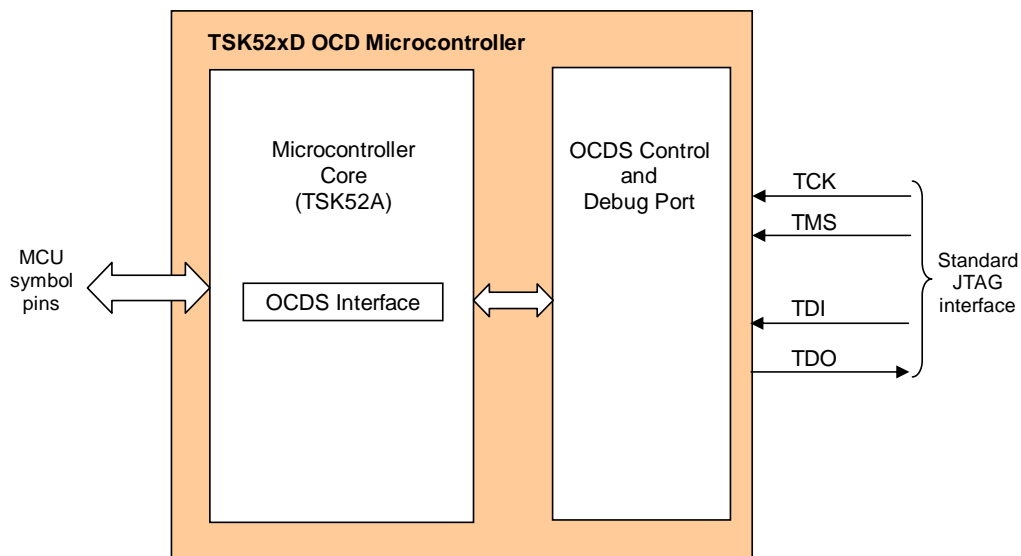 TSK52xD OCD Microcontroller
Microcontroller
Core
(TSK52A)
OCDS Interface
OCDS Control
and
Debug Port
MCU
symbol
pins
TCK
TMS
TDI
TDO
Standard
JTAG
interface